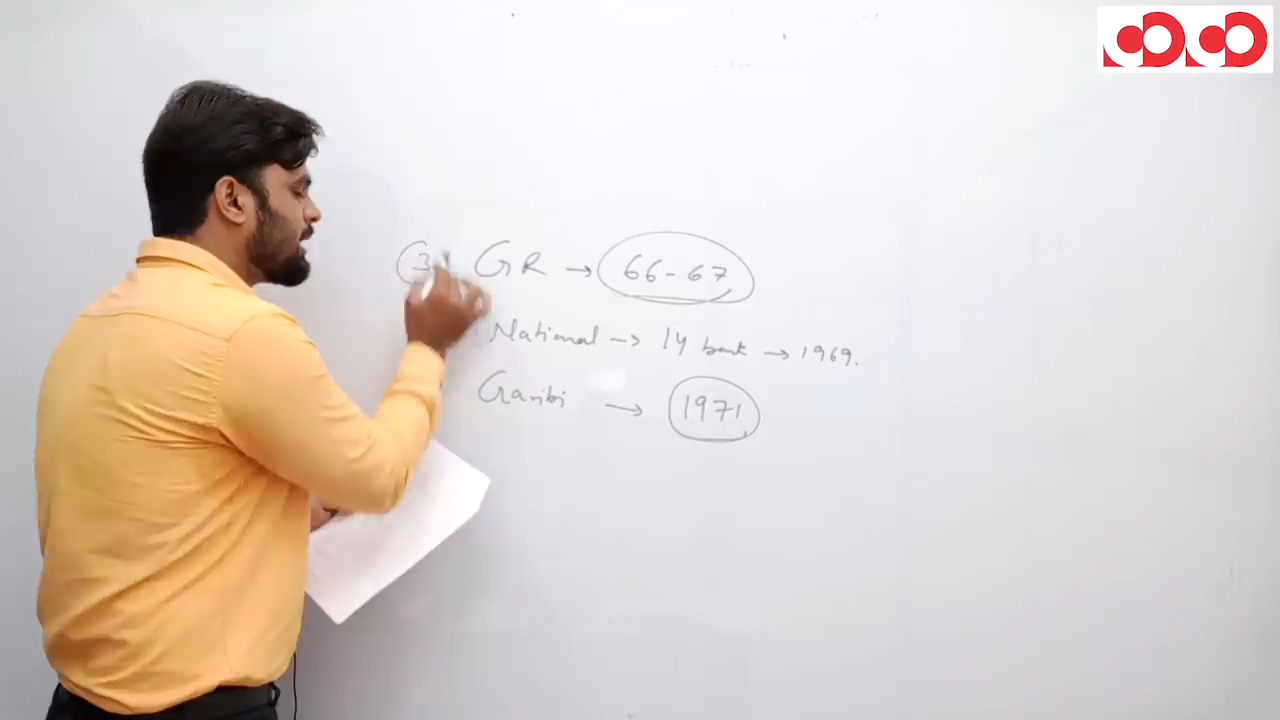 3 GR → 66-67
National → 14 bank → 1969.
Garibi → 1971